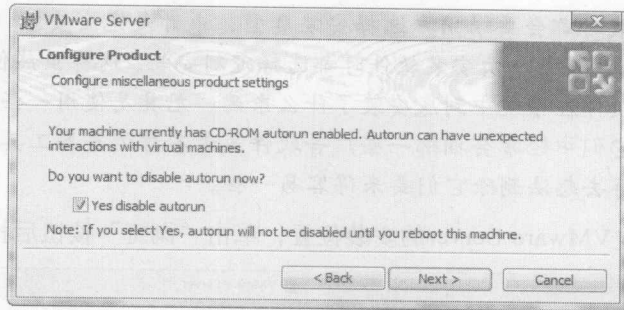 VMware Server
Configure Product
Configure miscellaneous product settings
Your machine currently has CD-ROM autorun enabled. Autorun can have unexpected
interactions with virtual machines.
Do you want to disable autorun now?
Yes disable autorun
Note: If you select Yes, autorun will not be disabled until you reboot this machine.
< Back
Next >
Cancel